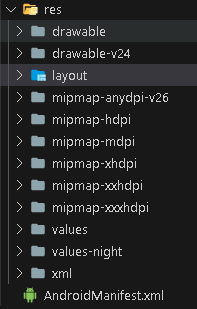 res
drawable
drawable-v24
layout
mipmap-anydpi-v26
mipmap-hdpi
mipmap-mdpi
mipmap-xhdpi
mipmap-xxhdpi
mipmap-xxxhdpi
values
values-night
xml
AndroidManifest.xml